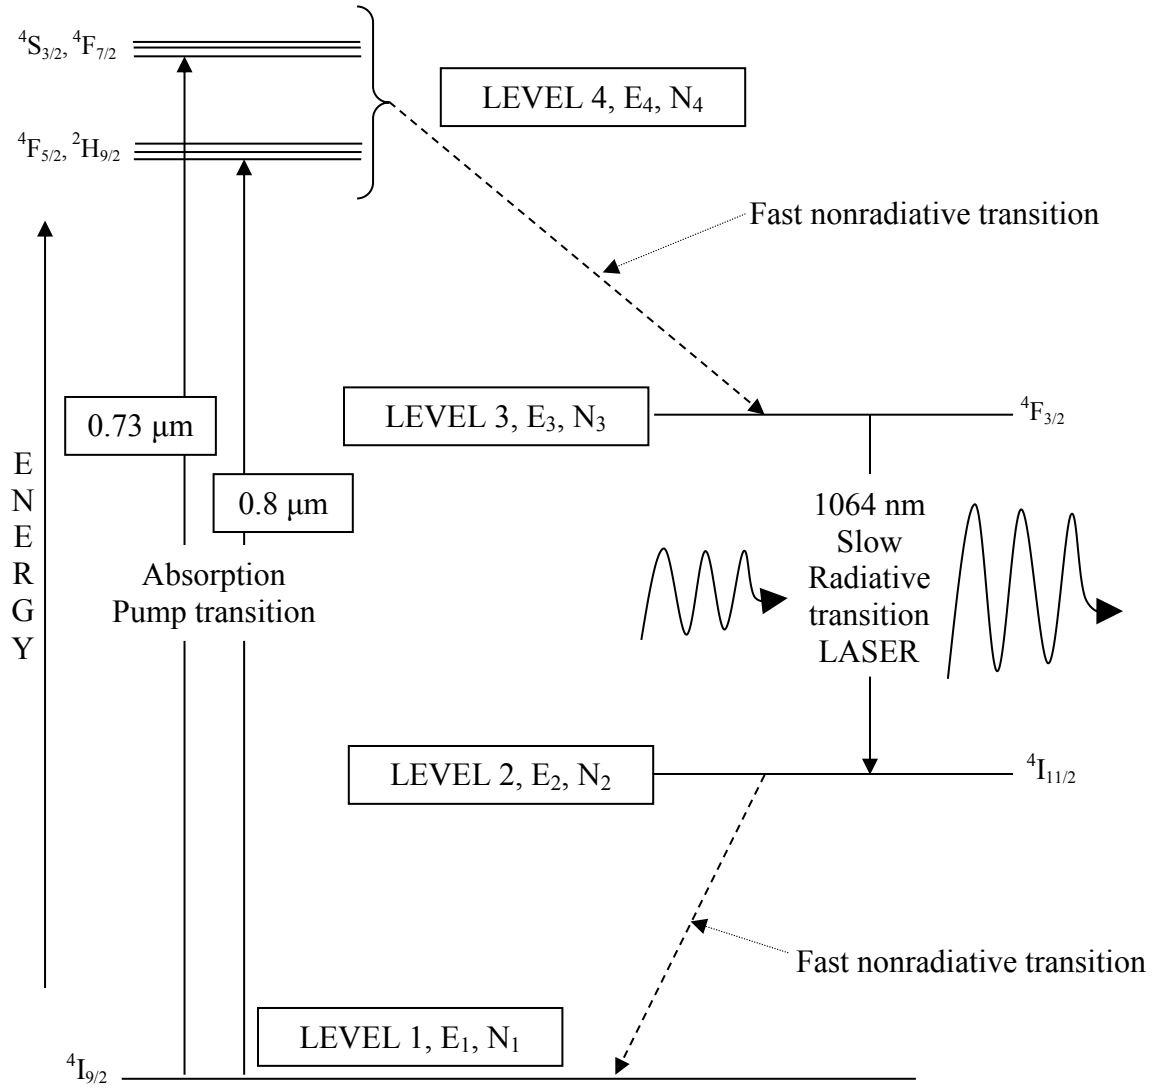 ⁴S₃/₂, ⁴F₇/₂
LEVEL 4, E₄, N₄
⁴F₅/₂, ²H₉/₂
Fast nonradiative transition
LEVEL 3, E₃, N₃
⁴F₃/₂
0.73 μm
0.8 μm
ENERGY
1064 nm
Slow
Radiative
transition
LASER
Absorption
Pump transition
LEVEL 2, E₂, N₂
⁴I₁₁/₂
Fast nonradiative transition
LEVEL 1, E₁, N₁
⁴I₉/₂